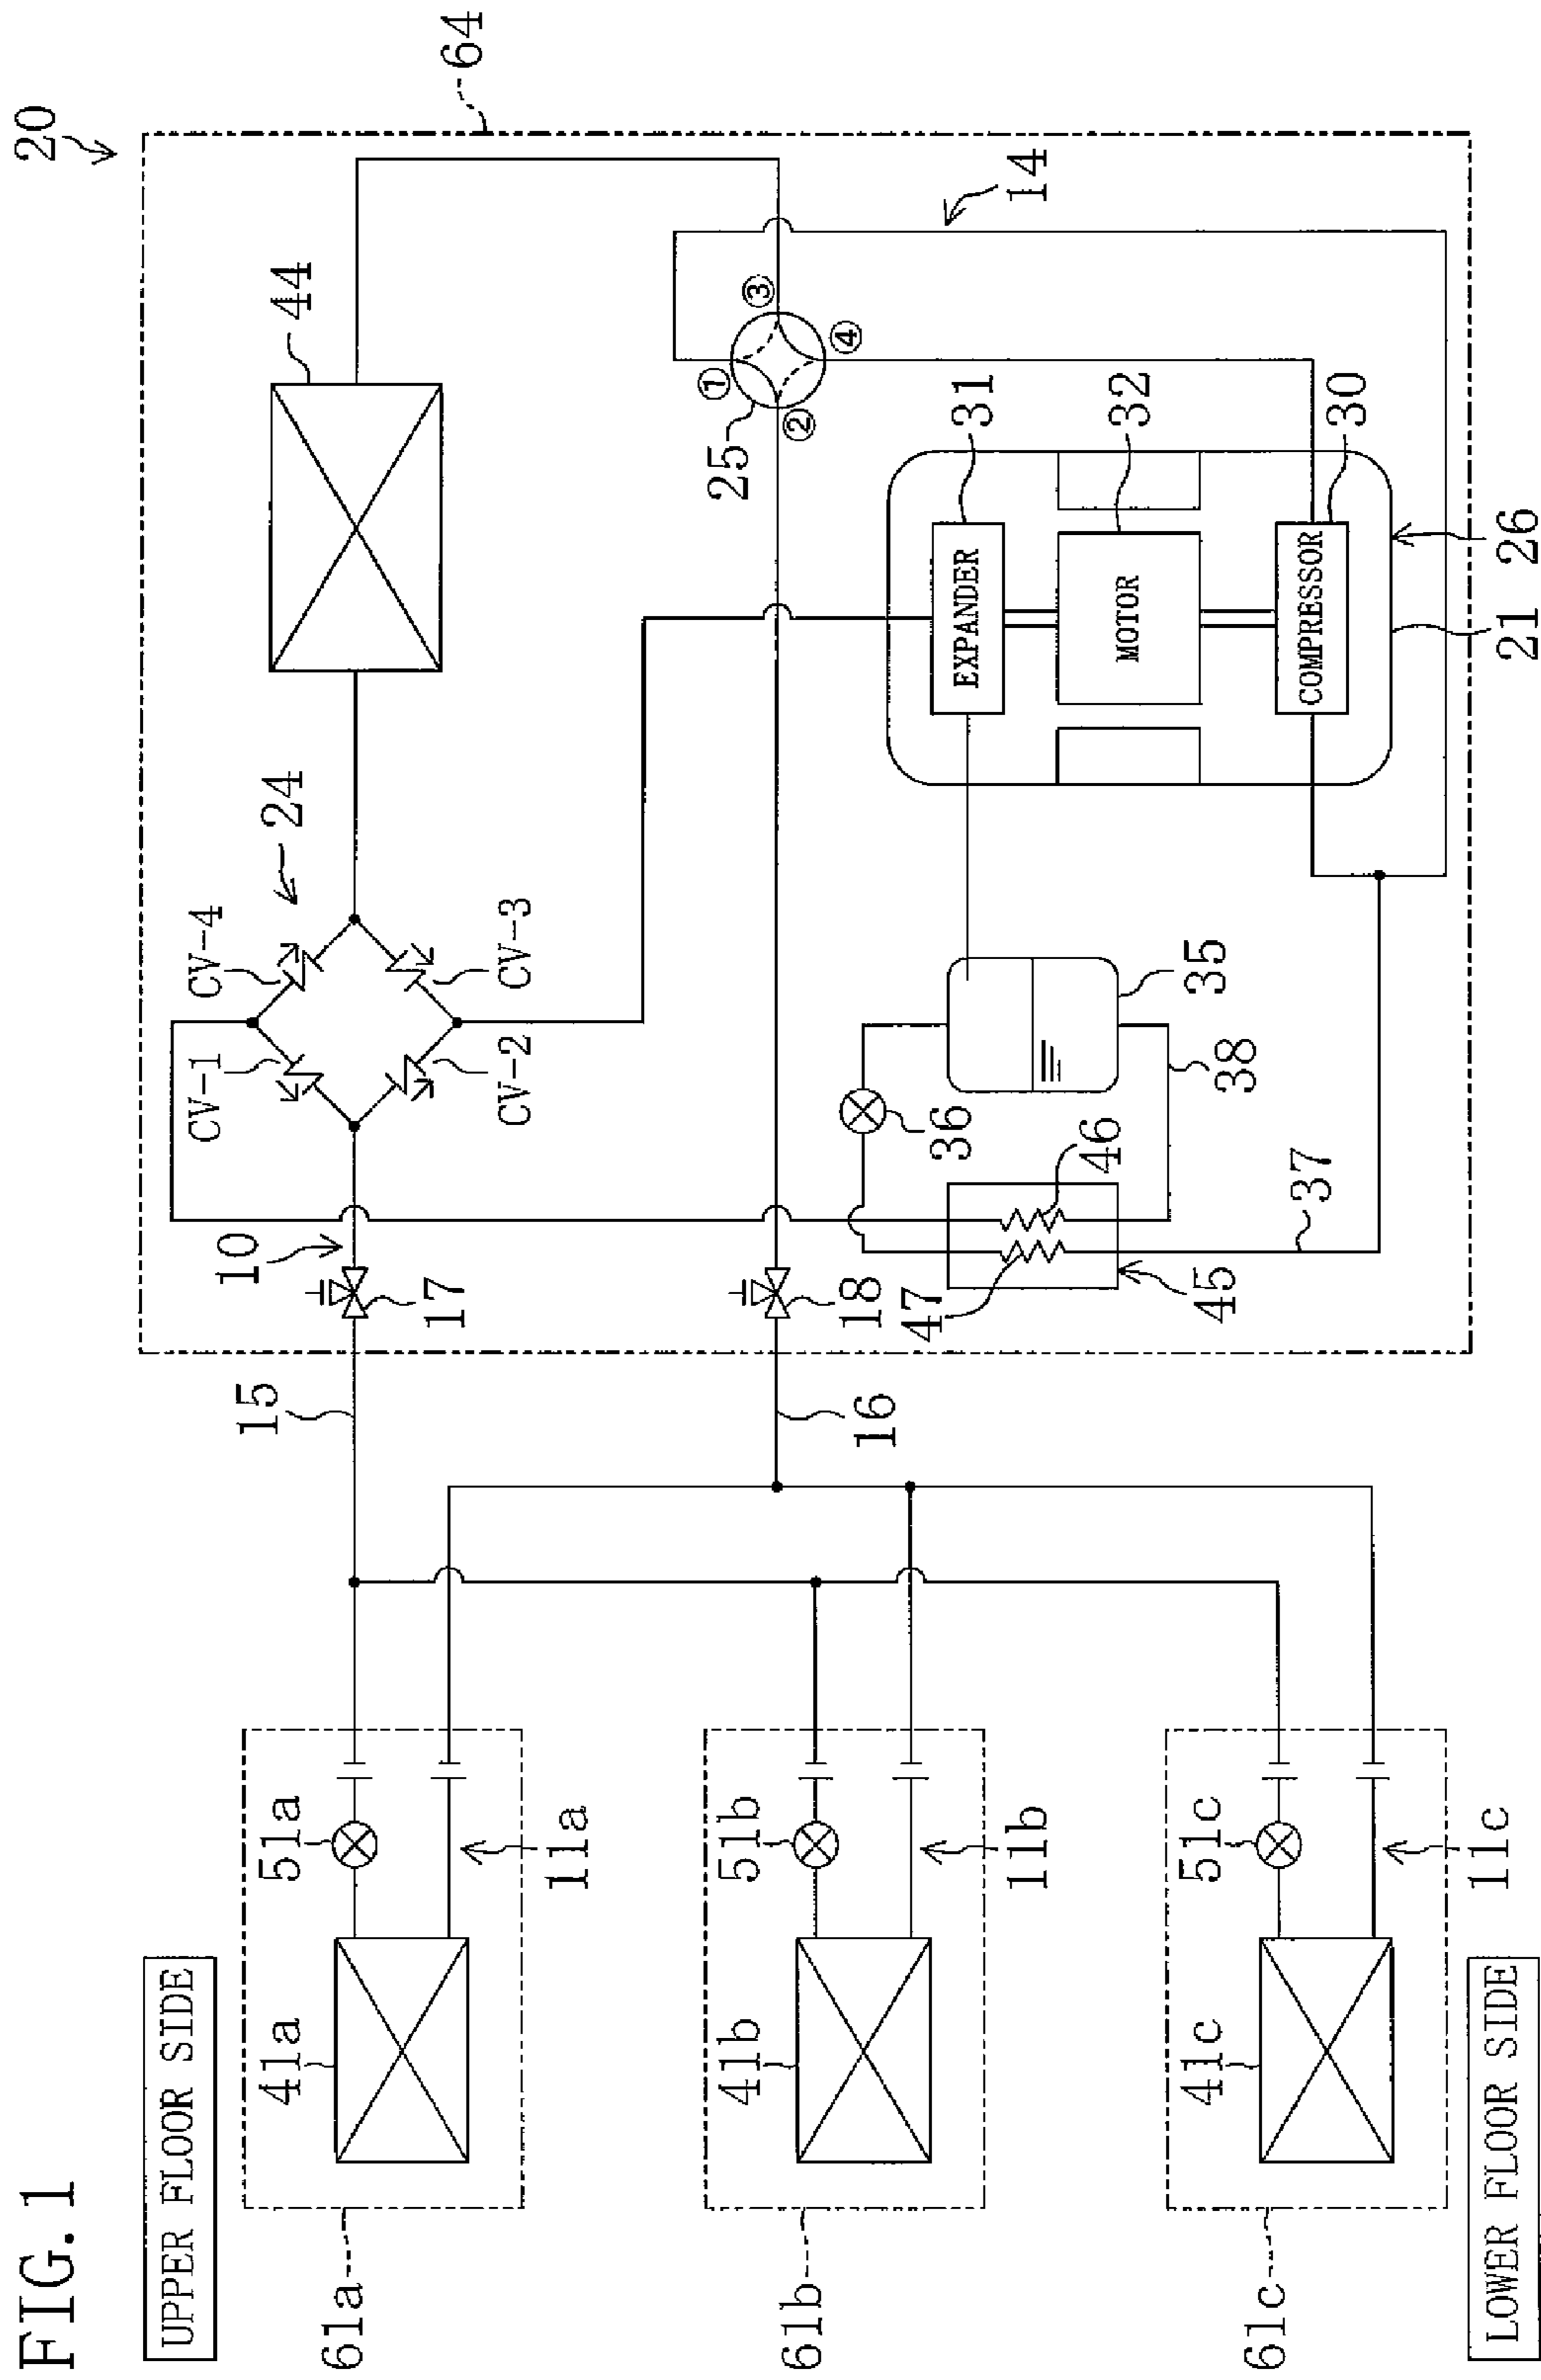 FIG. 1
20
UPPER FLOOR SIDE
64
61a
41a
51a
11a
15
10
17
CV-1
CV-4
CV-2
CV-3
24
44
①
②
③
④
25
14
61b
41b
51b
11b
16
18
47
46
45
36
35
38
37
EXPANDER
31
MOTOR
32
COMPRESSOR
30
21
26
61c
41c
51c
11c
LOWER FLOOR SIDE